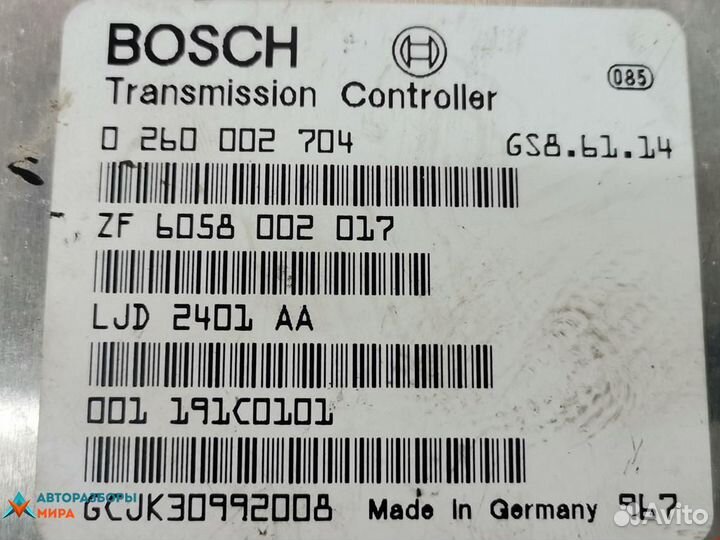 BOSCH
085
Transmission Controller
0 260 002 704 GS8.61.14
ZF 6058 002 017
LJD 2401 AA
001 191C0101
GCJK30992008 Made In Germany 947
АВТОРАЗБОРЫ
МИРА
Avito